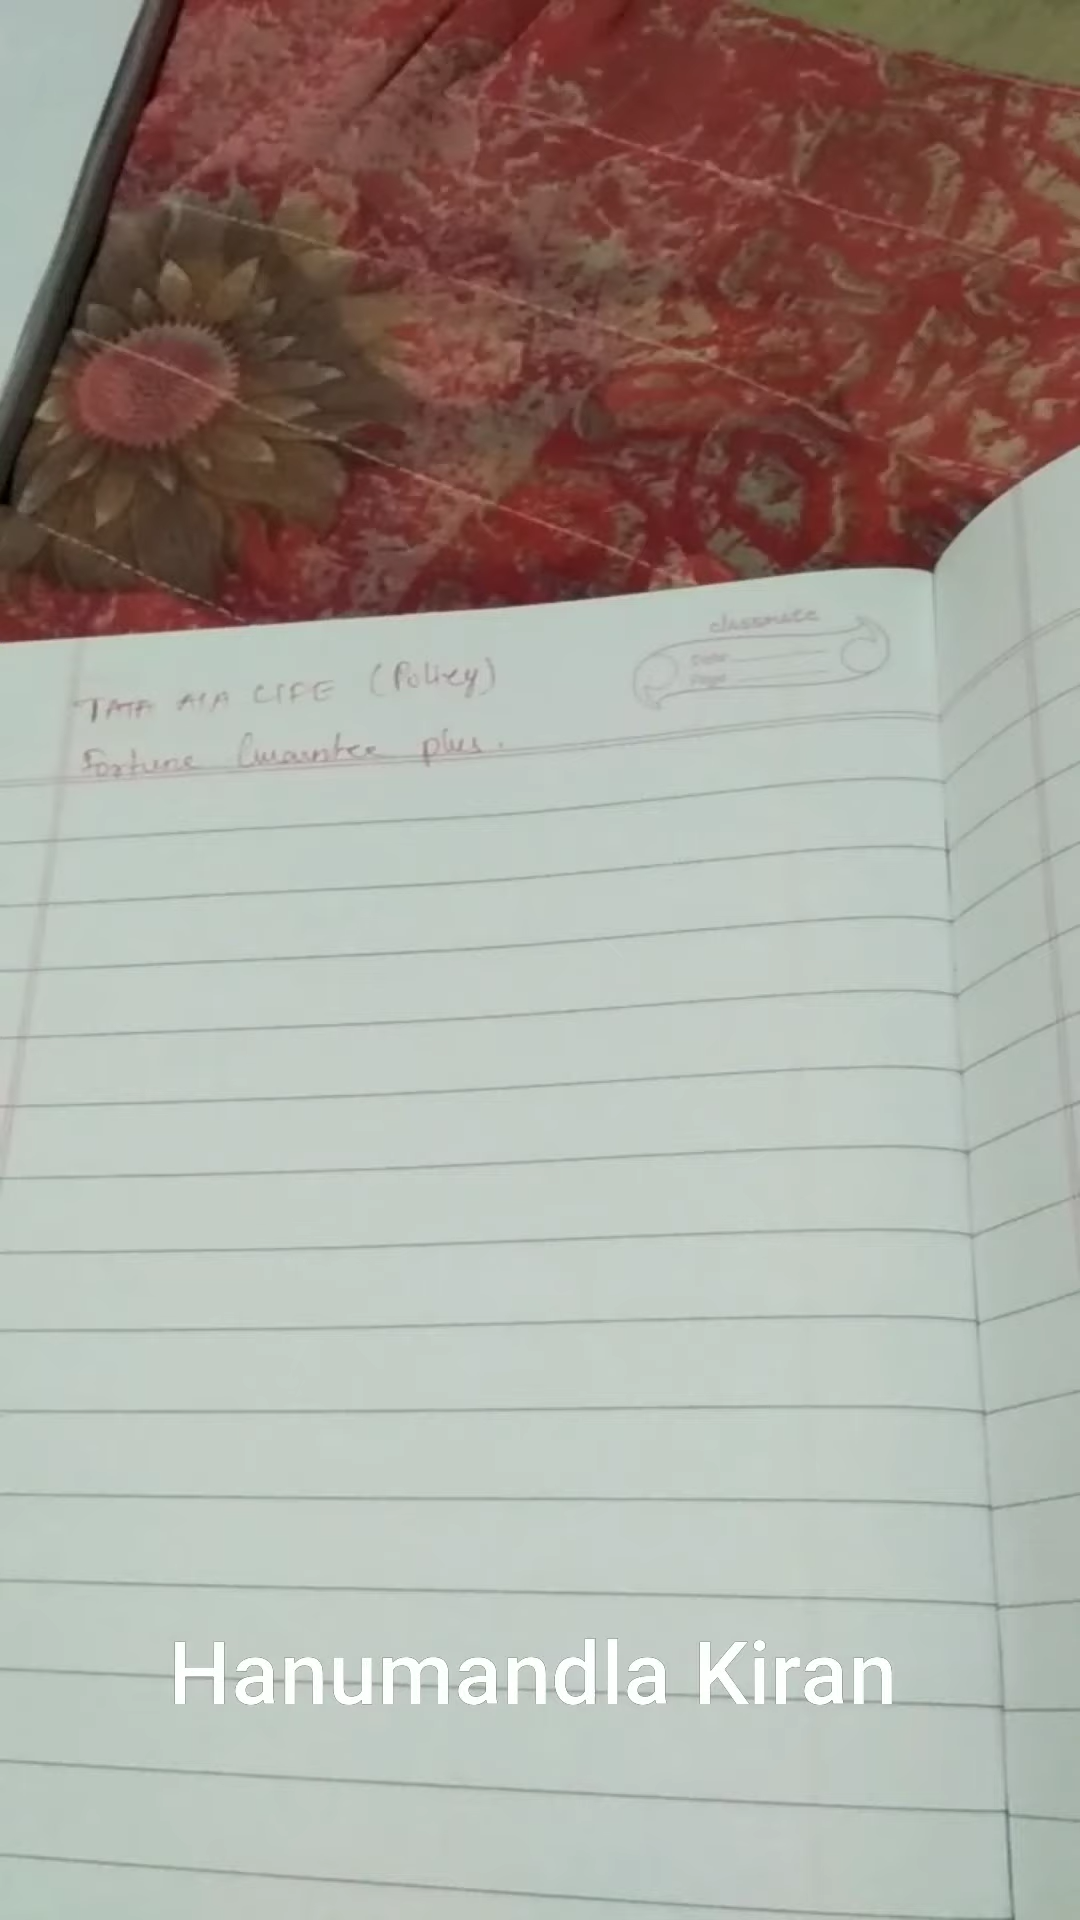 classmate
Date
Page
TATA AIA LIFE (Policy)
Fortune Guarantee plus.
Hanumandla Kiran